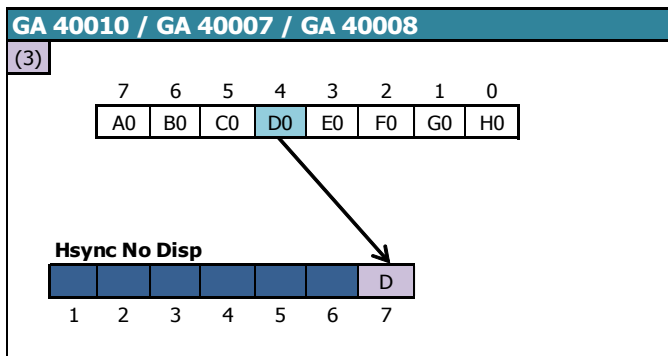 GA 40010 / GA 40007 / GA 40008
(3)
7 6 5 4 3 2 1 0
A0 B0 C0 D0 E0 F0 G0 H0
Hsync No Disp
D
1 2 3 4 5 6 7